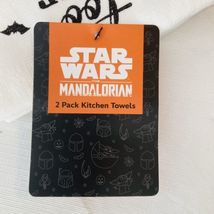 STAR
WARS
THE
MANDALORIAN
2 Pack Kitchen Towels